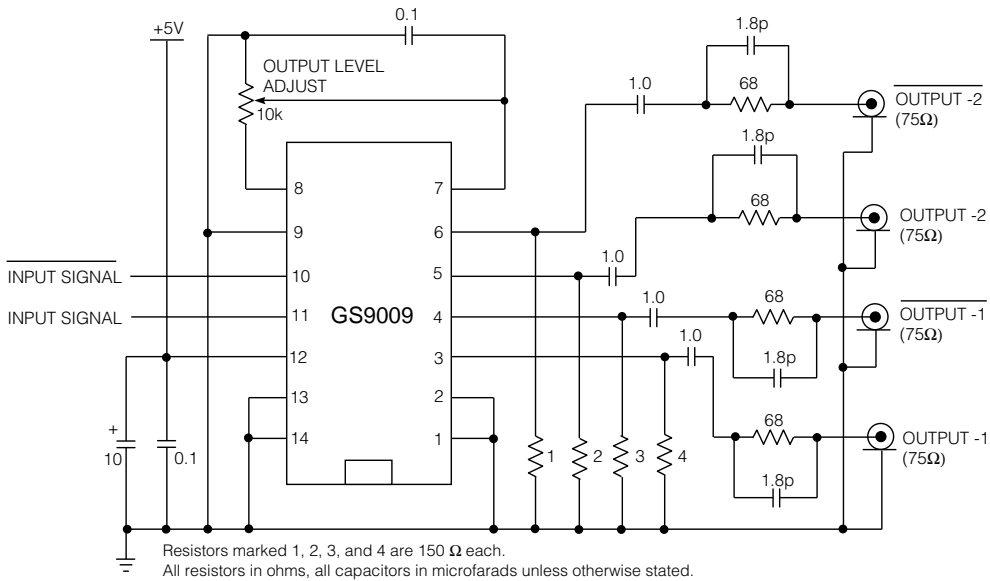 +5V
0.1
OUTPUT LEVEL
ADJUST
10k
1.8p
68
1.0
OUTPUT -2
(75Ω)
1.8p
68
1.0
OUTPUT -2
(75Ω)
8
7
9
6
INPUT SIGNAL
10
5
INPUT SIGNAL
11
GS9009
4
12
3
13
2
14
1
1.0
68
1.8p
OUTPUT -1
(75Ω)
1.0
68
1.8p
OUTPUT -1
(75Ω)
+
10
0.1
1
2
3
4
Resistors marked 1, 2, 3, and 4 are 150 Ω each.
All resistors in ohms, all capacitors in microfarads unless otherwise stated.